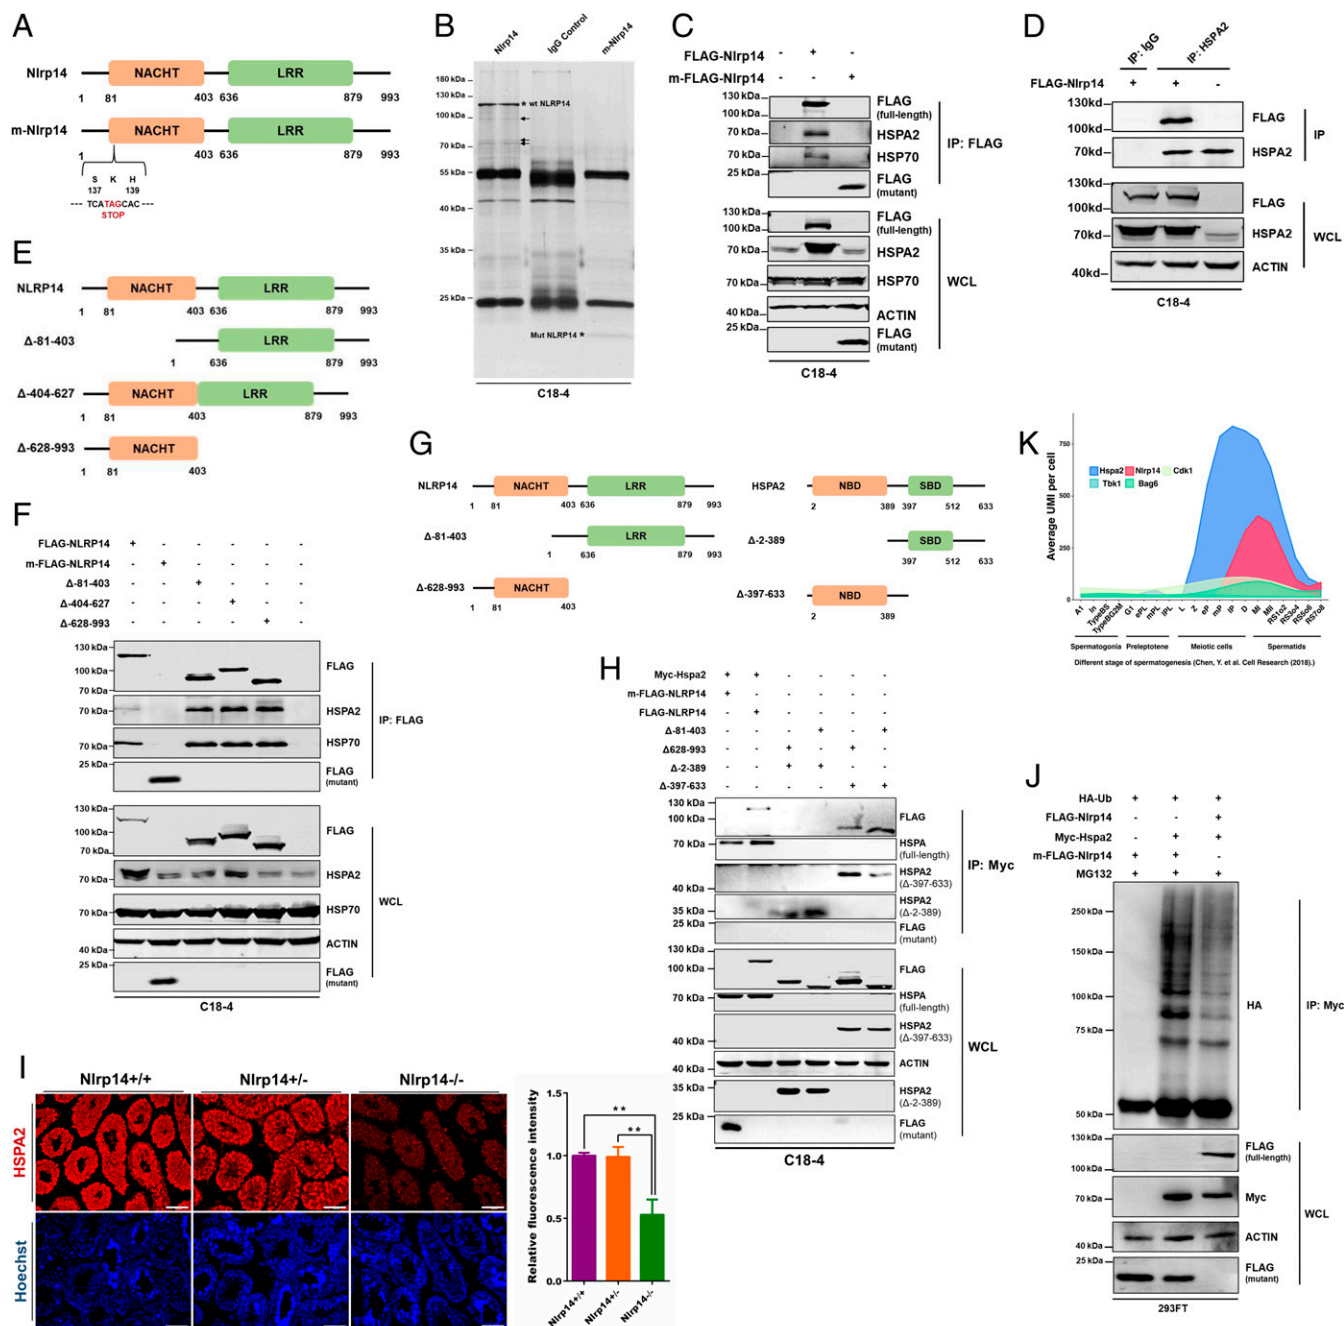 A
Nlrp14
NACHT
LRR
1 81 403 636 879 993
m-Nlrp14
NACHT
LRR
1 81 403 636 879 993
S K H
137 139
--- TCATAGCAC ---
STOP
B
Nlrp14
IgG Control
m-Nlrp14
180 kDa
130 kDa
* wt NLRP14
100 kDa
70 kDa
55 kDa
40 kDa
35 kDa
25 kDa
Mut NLRP14 *
C18-4
C
FLAG-Nlrp14 - + -
m-FLAG-Nlrp14 - - +
130 kDa
100 kDa
FLAG
(full-length)
70 kDa
HSPA2
70 kDa
HSP70
25 kDa
FLAG
(mutant)
IP: FLAG
130 kDa
100 kDa
FLAG
(full-length)
70 kDa
HSPA2
70 kDa
HSP70
40 kDa
ACTIN
25 kDa
FLAG
(mutant)
WCL
C18-4
D
IP: IgG
IP: HSPA2
FLAG-Nlrp14 + + -
130kd
100kd
FLAG
70kd
HSPA2
IP
130kd
100kd
FLAG
70kd
HSPA2
40kd
ACTIN
WCL
C18-4
E
NLRP14
NACHT
LRR
1 81 403 636 879 993
Δ-81-403
LRR
1 636 879 993
Δ-404-627
NACHT
LRR
1 81 403 879 993
Δ-628-993
NACHT
1 81 403
F
FLAG-NLRP14 + - - - - -
m-FLAG-NLRP14 - + - - - -
Δ-81-403 - - + - - -
Δ-404-627 - - - + - -
Δ-628-993 - - - - + -
130 kDa
100 kDa
70 kDa
FLAG
70 kDa
HSPA2
70 kDa
HSP70
25 kDa
FLAG
(mutant)
IP: FLAG
130 kDa
100 kDa
70 kDa
FLAG
70 kDa
HSPA2
70 kDa
HSP70
40 kDa
ACTIN
25 kDa
FLAG
(mutant)
WCL
C18-4
G
NLRP14
NACHT
LRR
1 81 403 636 879 993
Δ-81-403
LRR
1 636 879 993
Δ-628-993
NACHT
1 81 403
HSPA2
NBD
SBD
2 389 397 512 633
Δ-2-389
SBD
397 512 633
Δ-397-633
NBD
2 389
H
Myc-Hspa2 + + - - - -
m-FLAG-NLRP14 + - - - - -
FLAG-NLRP14 - + - - - -
Δ-81-403 - - - + - +
Δ628-993 - - + - + -
Δ-2-389 - - + + - -
Δ-397-633 - - - - + +
130 kDa
100 kDa
FLAG
70 kDa
HSPA
(full-length)
40 kDa
HSPA2
(Δ-397-633)
35 kDa
HSPA2
(Δ-2-389)
25 kDa
FLAG
(mutant)
IP: Myc
130 kDa
100 kDa
FLAG
70 kDa
HSPA
(full-length)
40 kDa
HSPA2
(Δ-397-633)
40 kDa
ACTIN
35 kDa
HSPA2
(Δ-2-389)
25 kDa
FLAG
(mutant)
WCL
C18-4
I
Nlrp14+/+
Nlrp14+/-
Nlrp14-/-
HSPA2
Hoechst
Relative fluorescence intensity
1.5
1.0
0.5
0.0
**
**
Nlrp14+/+
Nlrp14+/-
Nlrp14-/-
K
Average UMI per cell
750
500
250
0
Hspa2 Nlrp14 Cdk1
Tbk1 Bag6
A1 In TypeBS TypeBG2M G1 ePL mPL lPL L Z eP mP lP D MI MII RS1o2 RS3o4 RS5o6 RS7o8
Spermatogonia Preleptotene Meiotic cells Spermatids
Different stage of spermatogenesis (Chen, Y. et al. Cell Research (2018).)
J
HA-Ub + + +
FLAG-Nlrp14 - - +
Myc-Hspa2 - + +
m-FLAG-Nlrp14 + + -
MG132 + + +
250 kDa
150 kDa
100 kDa
75 kDa
50 kDa
HA
IP: Myc
130 kDa
100 kDa
FLAG
(full-length)
70 kDa
Myc
40 kDa
ACTIN
25 kDa
FLAG
(mutant)
WCL
293FT